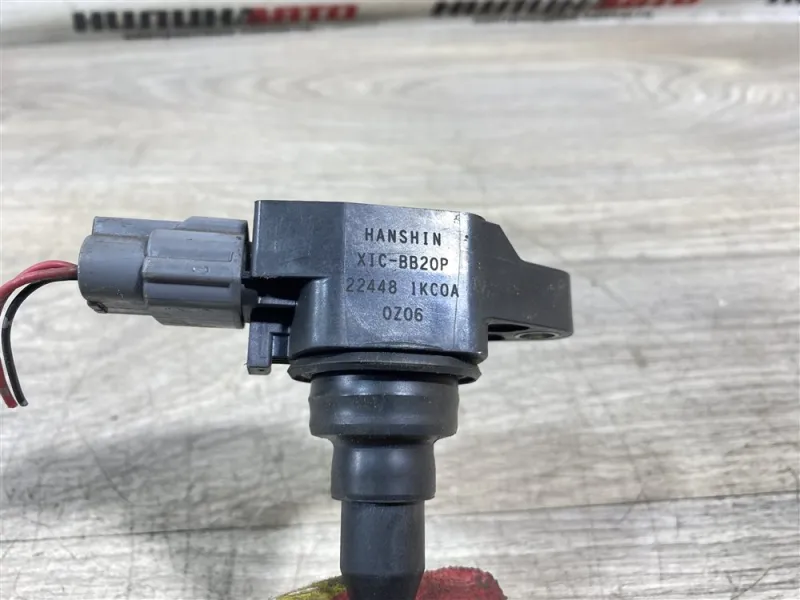 HANSHIN
XIC-BB20P
22448 1KC0A
0Z06